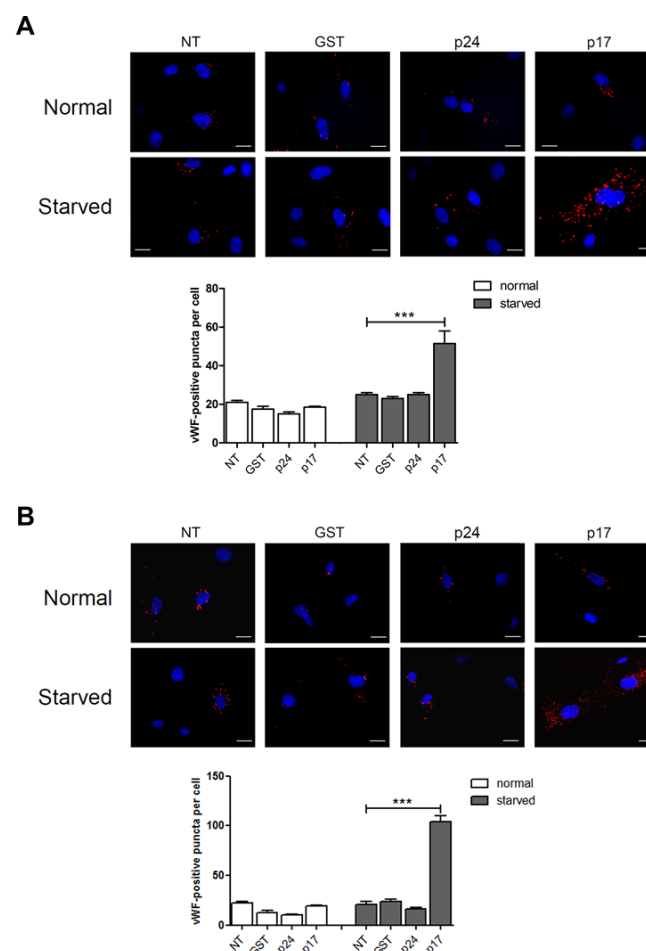 A
NT GST p24 p17
Normal
Starved
normal
starved
vWF-positive puncta per cell
80
60
40
20
0
***
NT GST p24 p17 NT GST p24 p17
B
NT GST p24 p17
Normal
Starved
normal
starved
vWF-positive puncta per cell
150
100
50
0
***
NT GST p24 p17 NT GST p24 p17